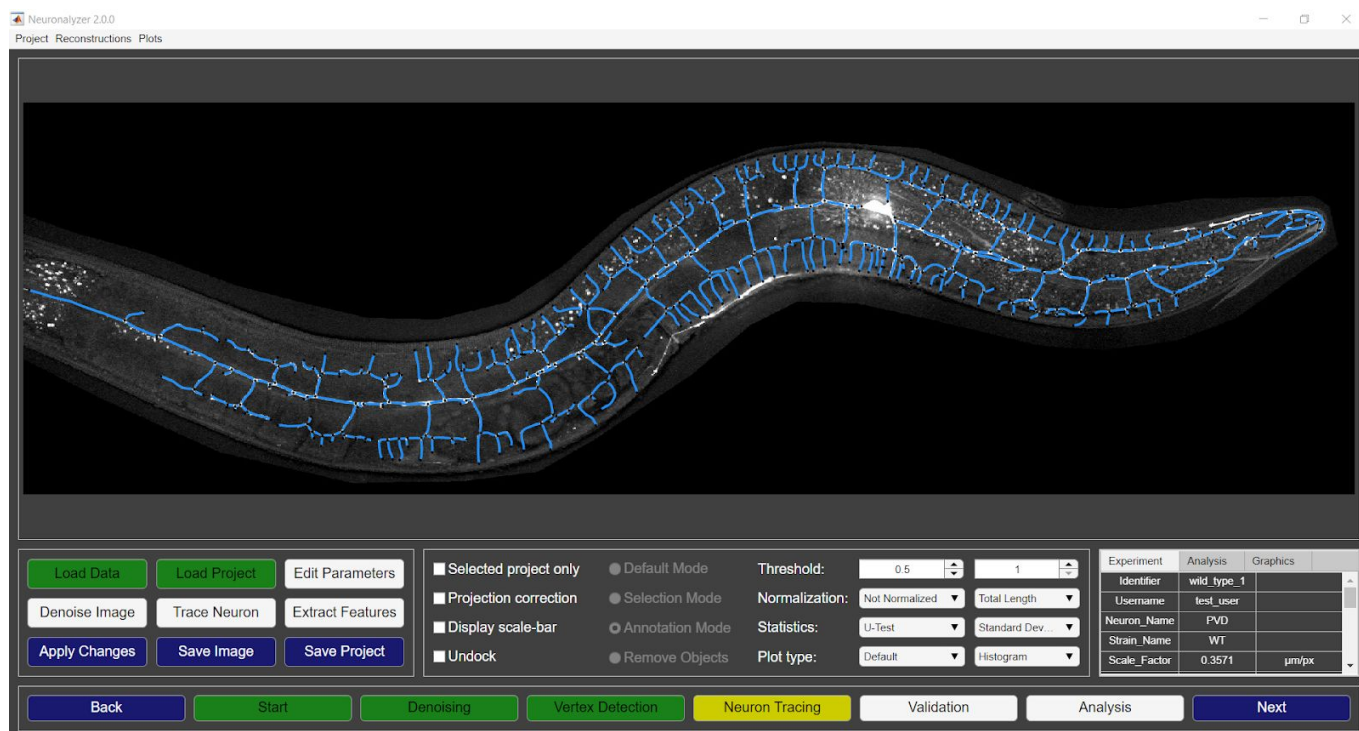 Neuronalyzer 2.0.0
Project Reconstructions Plots
Load Data Load Project Edit Parameters
Denoise Image Trace Neuron Extract Features
Apply Changes Save Image Save Project
Selected project only
Projection correction
Display scale-bar
Undock
Default Mode
Selection Mode
Annotation Mode
Remove Objects
Threshold: 0.5 1
Normalization: Not Normalized Total Length
Statistics: U-Test Standard Dev...
Plot type: Default Histogram
Experiment Analysis Graphics
Identifier wild_type_1
Username test_user
Neuron_Name PVD
Strain_Name WT
Scale_Factor 0.3571 µm/px
Back Start Denoising Vertex Detection Neuron Tracing Validation Analysis Next